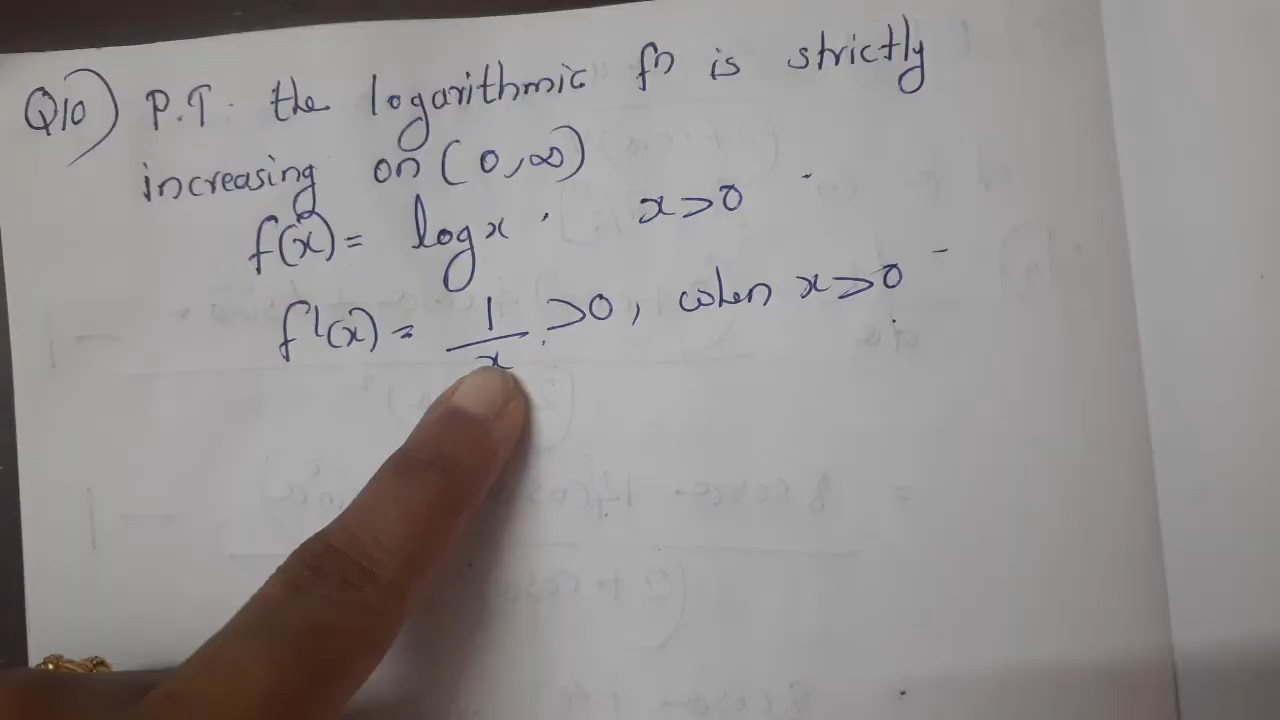 Q10) P.T. the logarithmic fn is strictly
increasing on (0,∞)
f(x) = log x, x>0
f'(x) = 1/x >0, when x>0